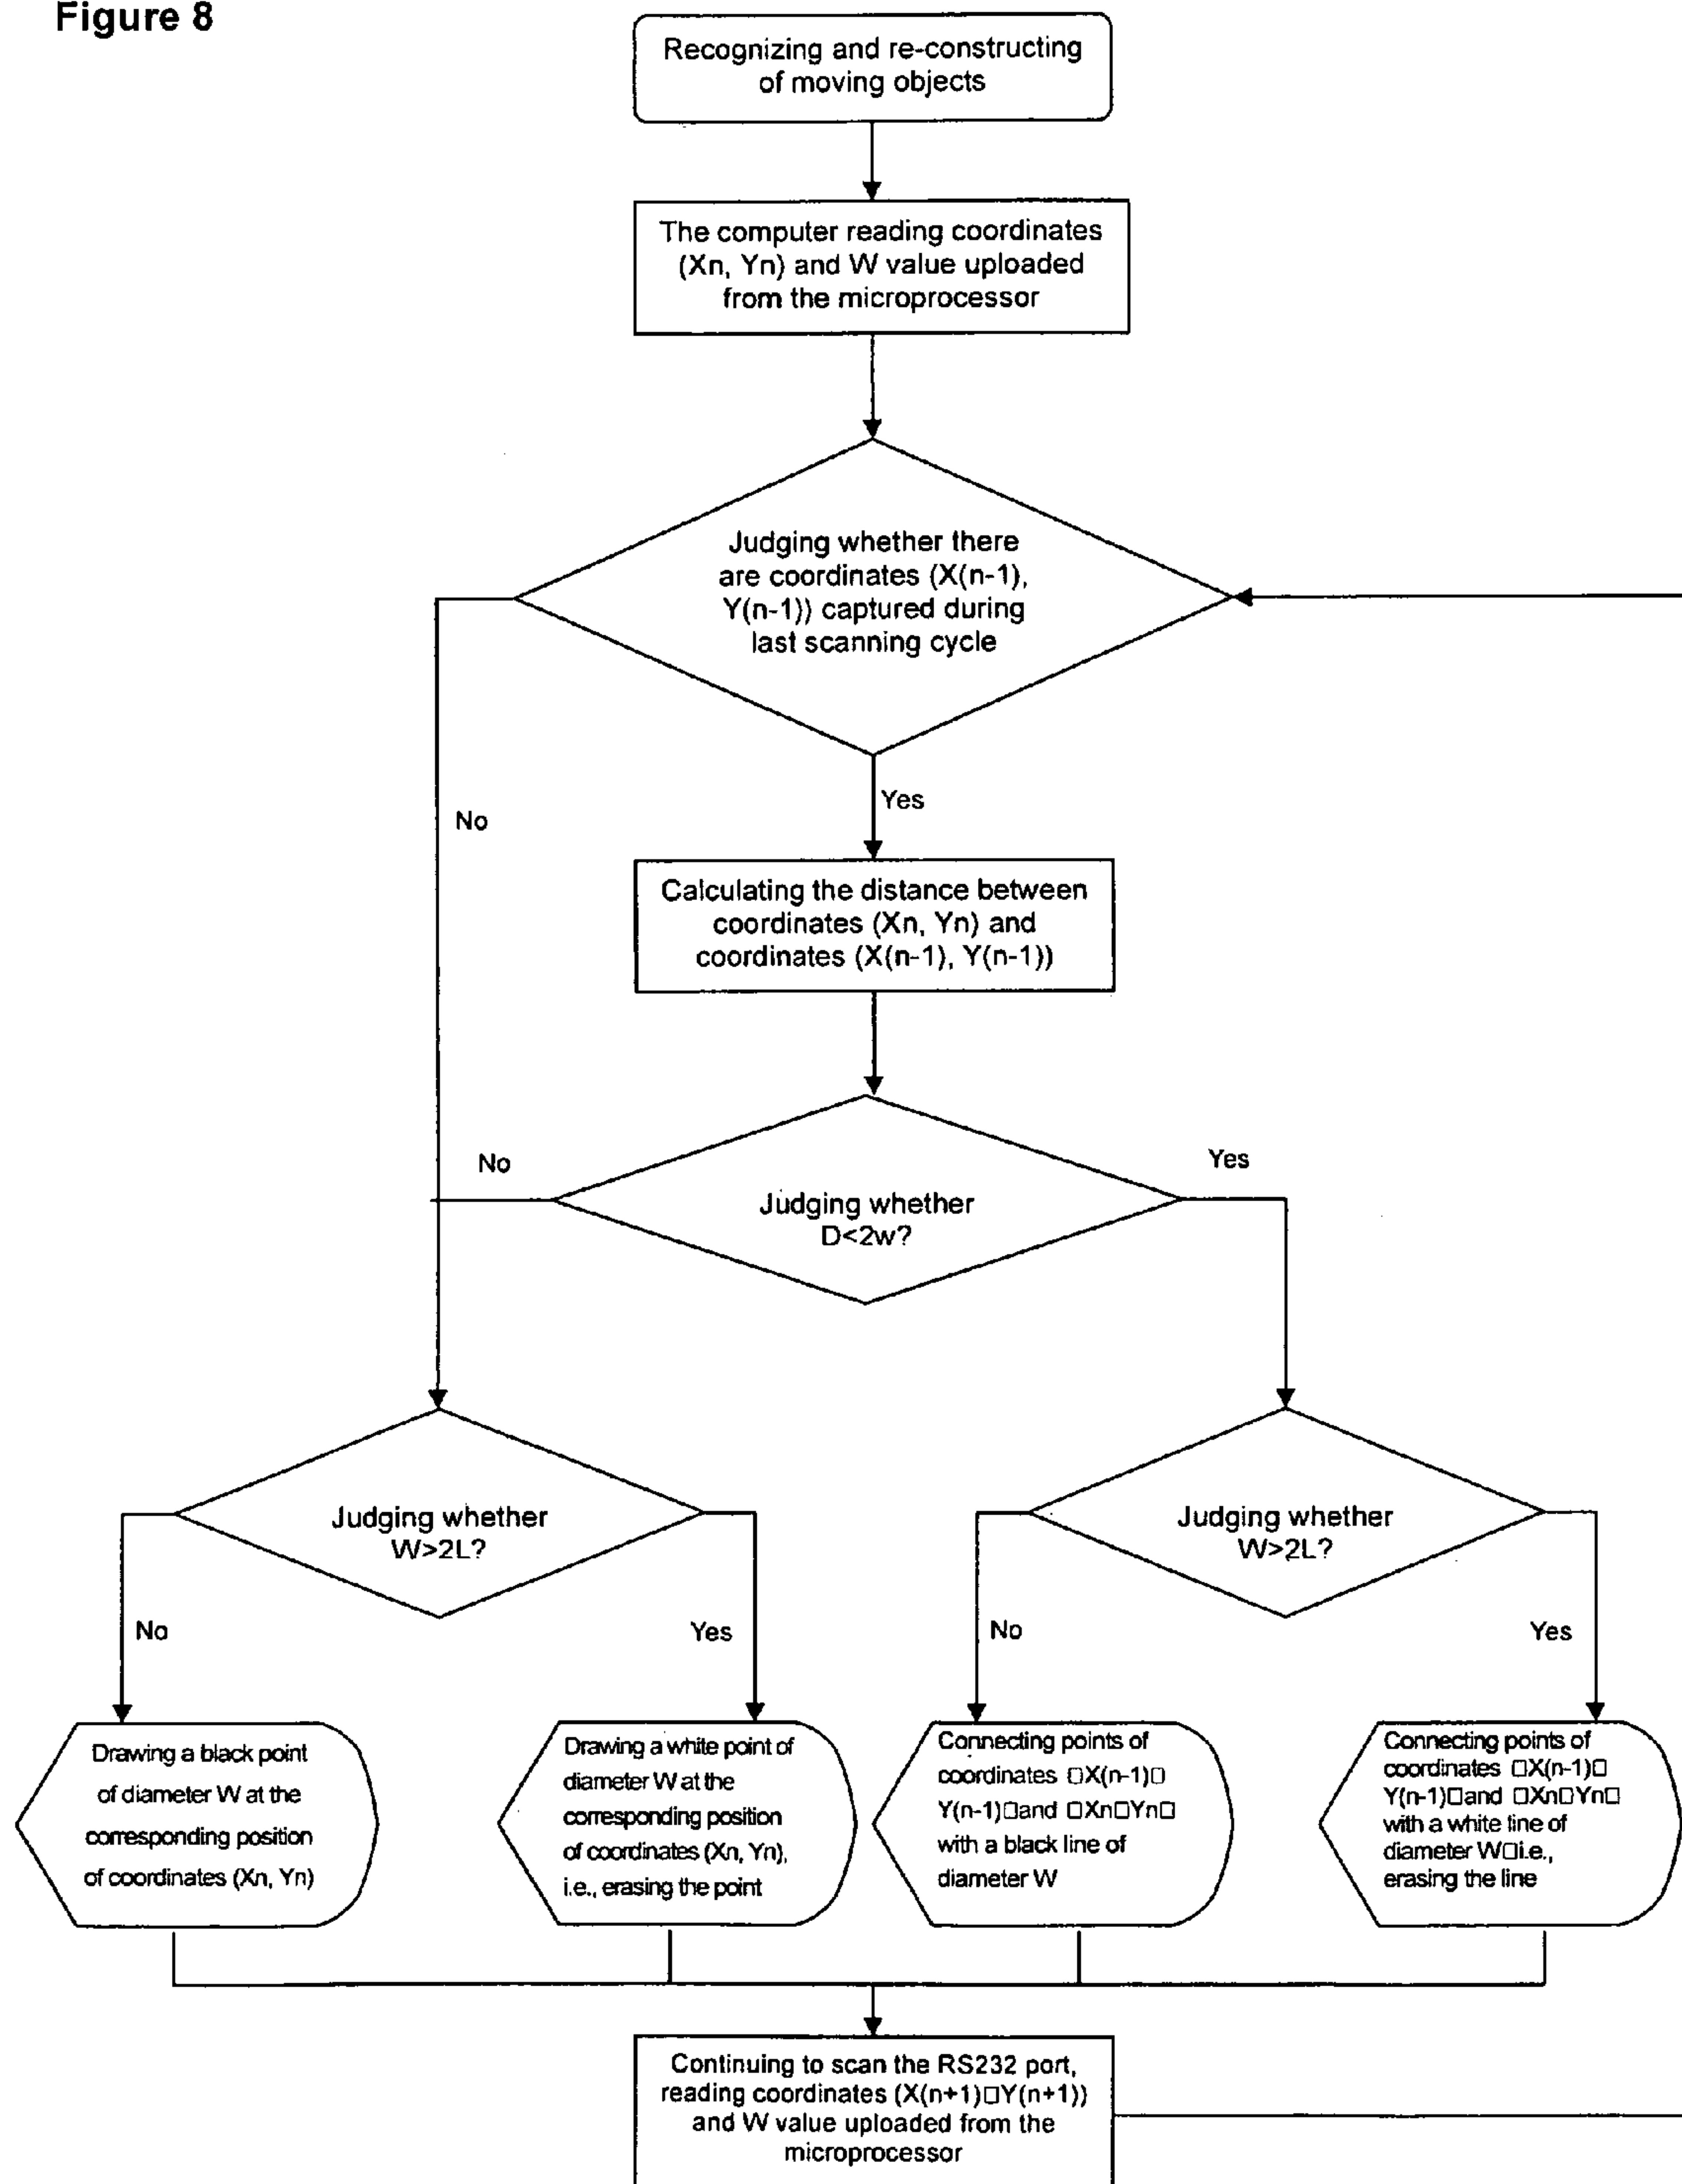 Figure 8
Recognizing and re-constructing
of moving objects
The computer reading coordinates
(Xn, Yn) and W value uploaded
from the microprocessor
Judging whether there
are coordinates (X(n-1),
Y(n-1)) captured during
last scanning cycle
No
Yes
Calculating the distance between
coordinates (Xn, Yn) and
coordinates (X(n-1), Y(n-1))
No
Yes
Judging whether
D<2w?
Judging whether
W>2L?
Judging whether
W>2L?
No
Yes
No
Yes
Drawing a black point
of diameter W at the
corresponding position
of coordinates (Xn, Yn)
Drawing a white point of
diameter W at the
corresponding position
of coordinates (Xn, Yn),
i.e., erasing the point
Connecting points of
coordinates □X(n-1)□
Y(n-1)□and □Xn□Yn□
with a black line of
diameter W
Connecting points of
coordinates □X(n-1)□
Y(n-1)□and □Xn□Yn□
with a white line of
diameter W□i.e.,
erasing the line
Continuing to scan the RS232 port,
reading coordinates (X(n+1)□Y(n+1))
and W value uploaded from the
microprocessor